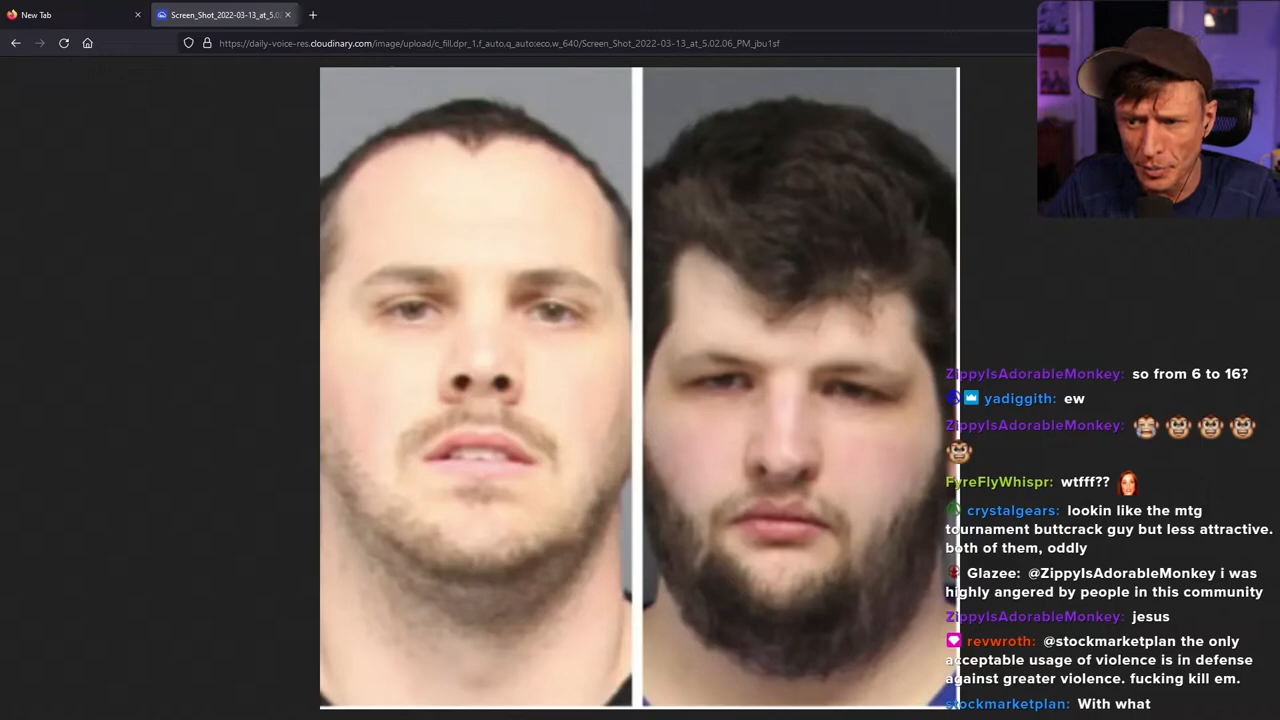 New Tab
Screen_Shot_2022-03-13_at_5.0
https://daily-voice-res.cloudinary.com/image/upload/c_fill,dpr_1,f_auto,q_auto:eco,w_640/Screen_Shot_2022-03-13_at_5.02.06_PM_jbu1sf
ZippyIsAdorableMonkey: so from 6 to 16?
yadiggith: ew
ZippyIsAdorableMonkey:
FyreFlyWhispr: wtfff??
crystalgears: lookin like the mtg
tournament buttcrack guy but less attractive.
both of them, oddly
Glazee: @ZippyIsAdorableMonkey i was
highly angered by people in this community
ZippyIsAdorableMonkey: jesus
revwroth: @stockmarketplan the only
acceptable usage of violence is in defense
against greater violence. fucking kill em.
stockmarketplan: With what